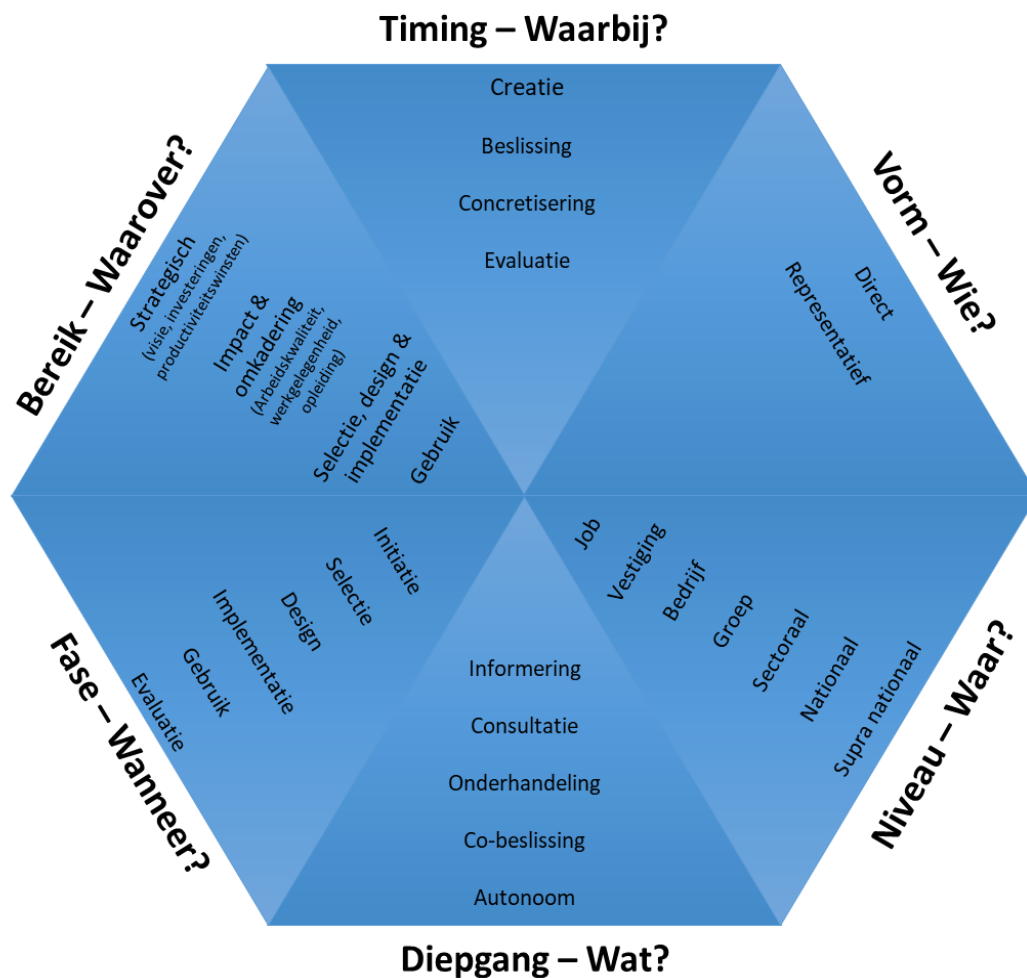 Timing – Waarbij?
Creatie
Beslissing
Concretisering
Evaluatie
Vorm – Wie?
Direct
Representatief
Niveau – Waar?
Job
Vestiging
Bedrijf
Groep
Sectoraal
Nationaal
Supra nationaal
Diepgang – Wat?
Informering
Consultatie
Onderhandeling
Co-beslissing
Autonoom
Fase – Wanneer?
Initiatie
Selectie
Design
Implementatie
Gebruik
Evaluatie
Bereik – Waarover?
Strategisch
(visie, investeringen,
productiviteitswinsten)
Impact &
omkadering
(Arbeidskwaliteit,
werkgelegenheid,
opleiding)
Selectie, design &
implementatie
Gebruik